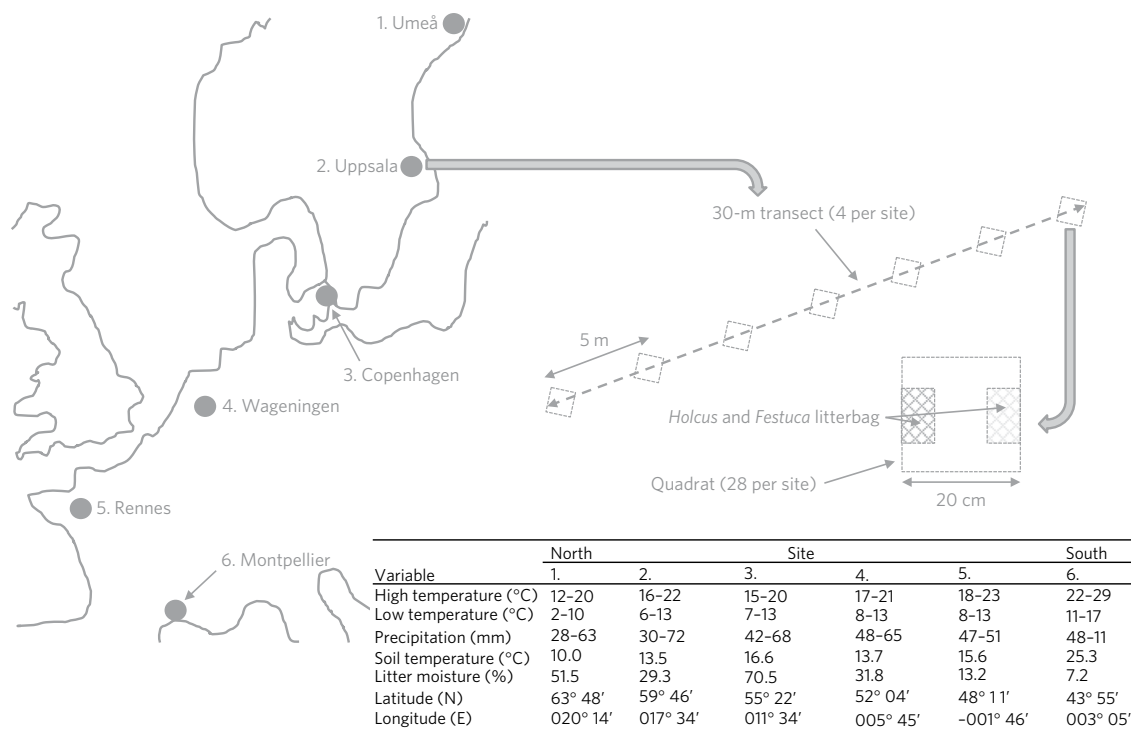 1. Umeå
2. Uppsala
30-m transect (4 per site)
5 m
3. Copenhagen
4. Wageningen
Holcus and Festuca litterbag
Quadrat (28 per site)
20 cm
5. Rennes
6. Montpellier
North Site South
Variable 1. 2. 3. 4. 5. 6.
High temperature (°C) 12–20 16–22 15–20 17–21 18–23 22–29
Low temperature (°C) 2–10 6–13 7–13 8–13 8–13 11–17
Precipitation (mm) 28–63 30–72 42–68 48–65 47–51 48–11
Soil temperature (°C) 10.0 13.5 16.6 13.7 15.6 25.3
Litter moisture (%) 51.5 29.3 70.5 31.8 13.2 7.2
Latitude (N) 63° 48′ 59° 46′ 55° 22′ 52° 04′ 48° 11′ 43° 55′
Longitude (E) 020° 14′ 017° 34′ 011° 34′ 005° 45′ –001° 46′ 003° 05′